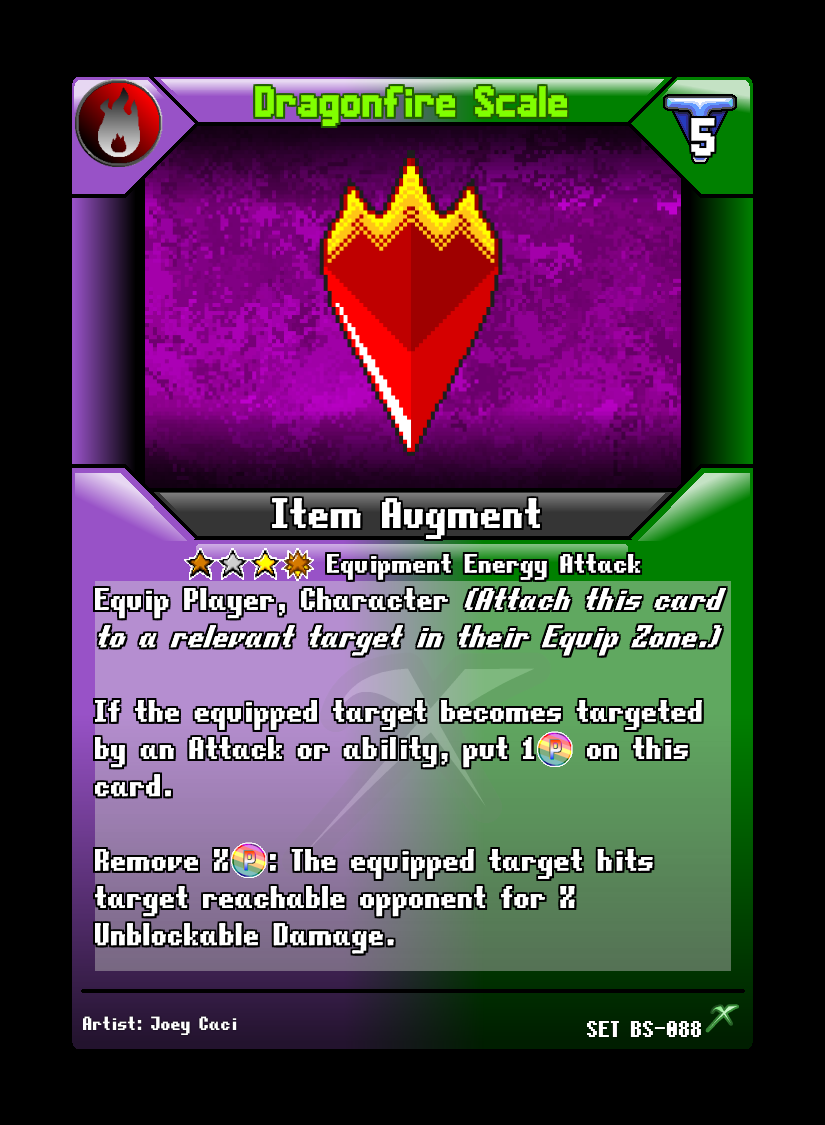 Dragonfire Scale
5
Item Augment
Equipment Energy Attack
Equip Player, Character (Attach this card
to a relevant target in their Equip Zone.)
If the equipped target becomes targeted
by an Attack or ability, put 1 P on this
card.
Remove X P: The equipped target hits
target reachable opponent for X
Unblockable Damage.
Artist: Joey Caci
SET BS-088